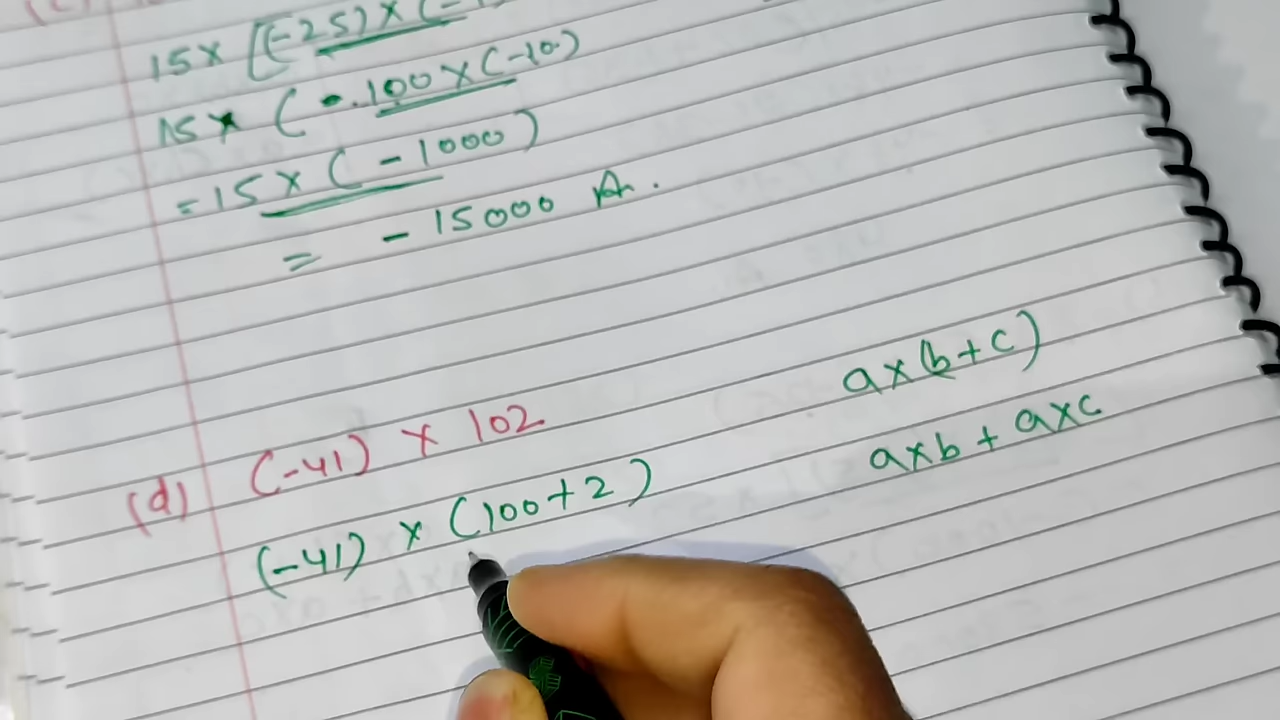 15 × [(-25) × (-
15 × ( - 100 × (-10)
= 15 × ( - 1000 )
= - 15000 A.
(d) (-41) × 102
(-41) × (100 + 2 )
a × (b + c )
a × b + a × c